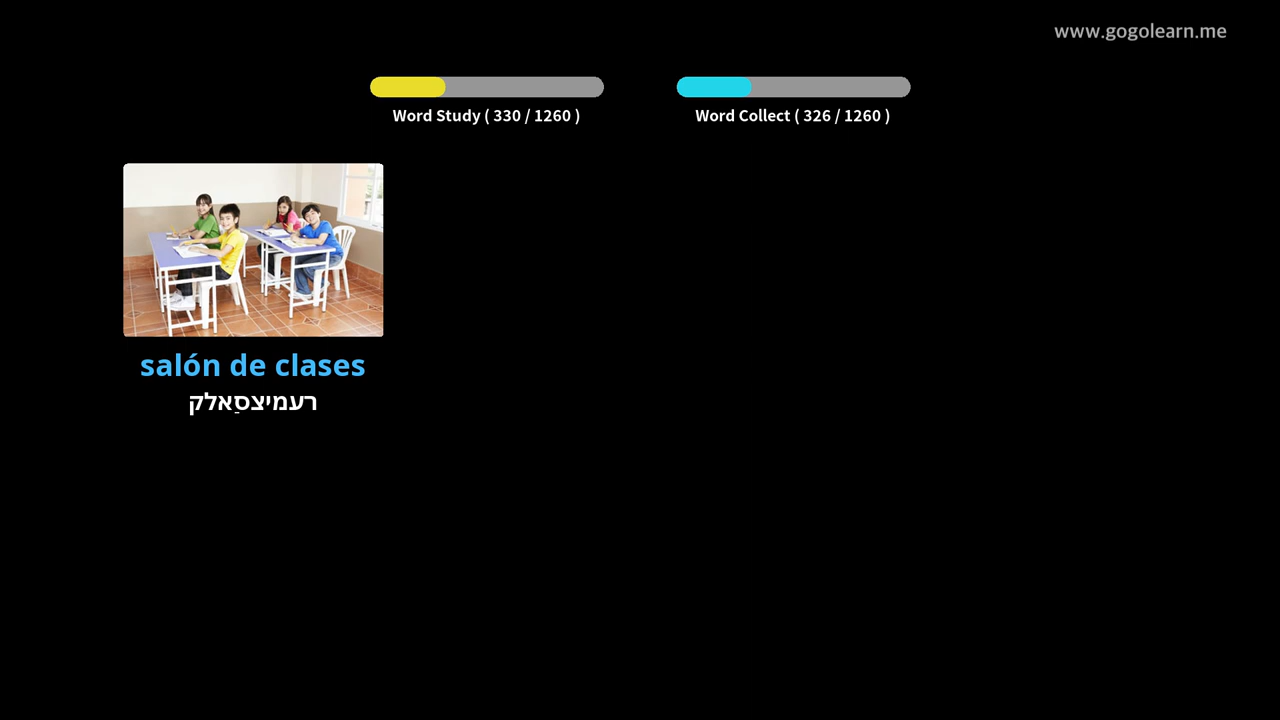 www.gogolearn.me
Word Study ( 330 / 1260 )
Word Collect ( 326 / 1260 )
salón de clases
רעמיצסַאלק